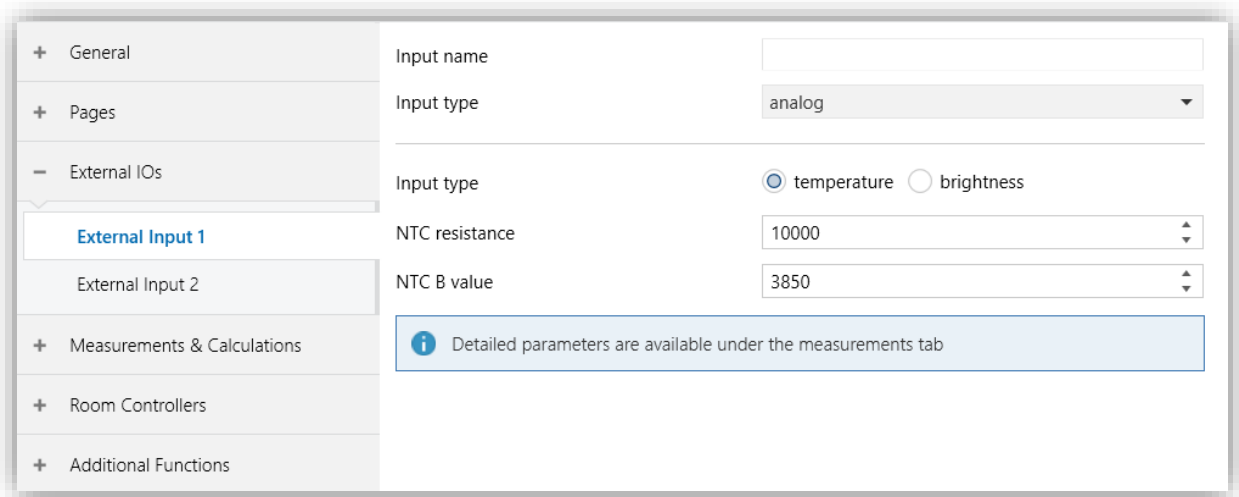 General
Pages
External IOs
External Input 1
External Input 2
Measurements & Calculations
Room Controllers
Additional Functions
Input name
Input type analog
Input type temperature brightness
NTC resistance 10000
NTC B value 3850
Detailed parameters are available under the measurements tab